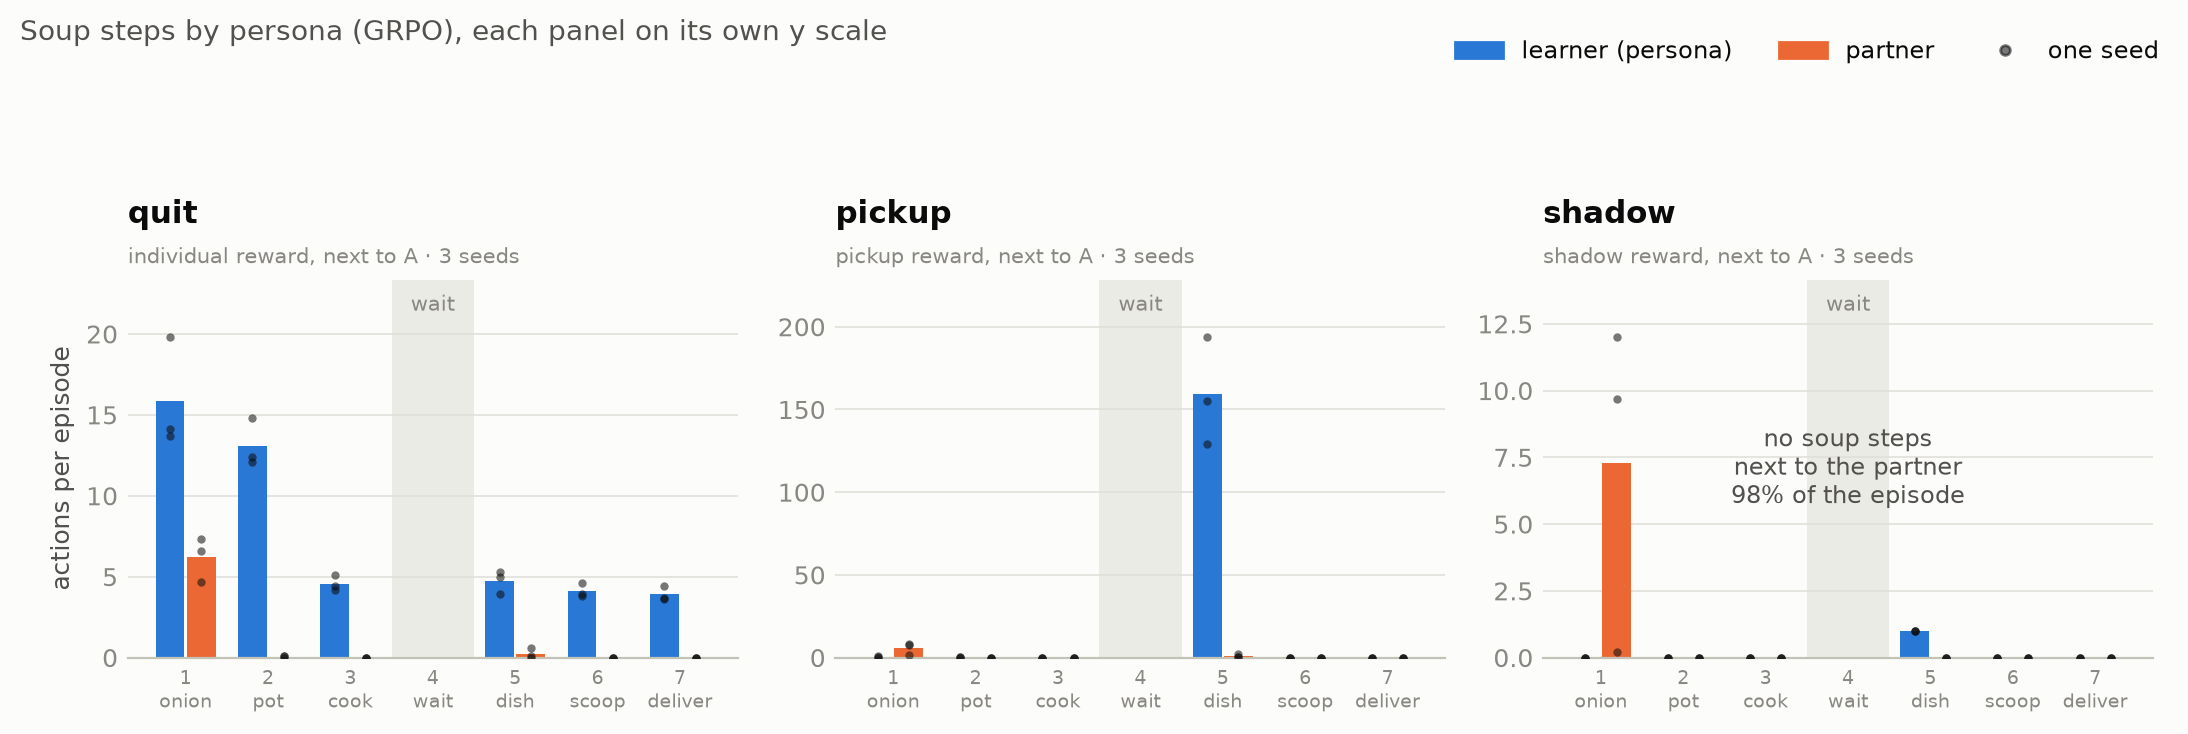 Soup steps by persona (GRPO), each panel on its own y scale
learner (persona)
partner
one seed
quit
individual reward, next to A · 3 seeds
wait
actions per episode
20
15
10
5
0
1
onion
2
pot
3
cook
4
wait
5
dish
6
scoop
7
deliver
pickup
pickup reward, next to A · 3 seeds
wait
200
150
100
50
0
1
onion
2
pot
3
cook
4
wait
5
dish
6
scoop
7
deliver
shadow
shadow reward, next to A · 3 seeds
wait
12.5
10.0
7.5
5.0
2.5
0.0
no soup steps
next to the partner
98% of the episode
1
onion
2
pot
3
cook
4
wait
5
dish
6
scoop
7
deliver